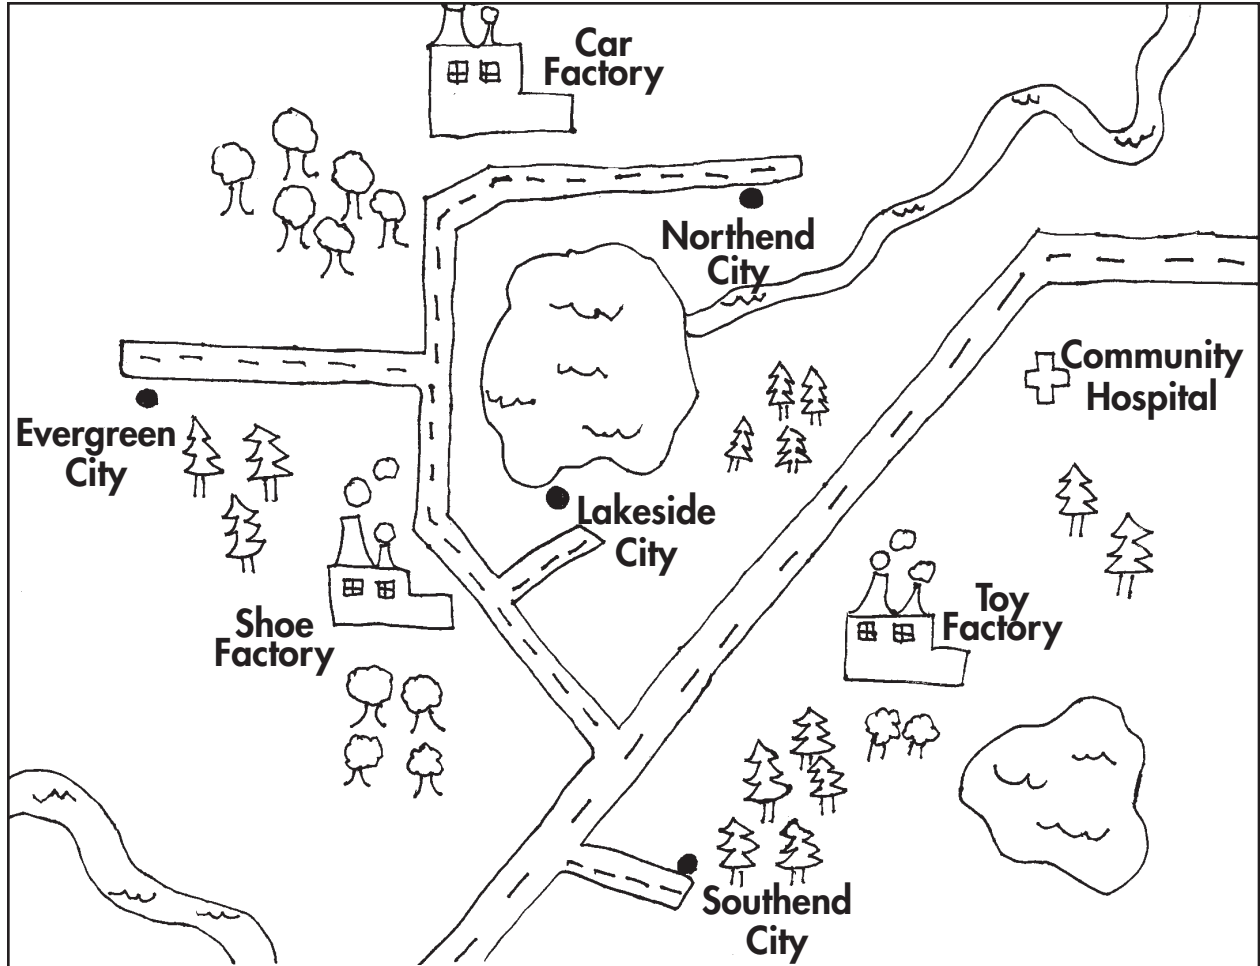 Car
Factory
Northend
City
Community
Hospital
Evergreen
City
Lakeside
City
Shoe
Factory
Toy
Factory
Southend
City